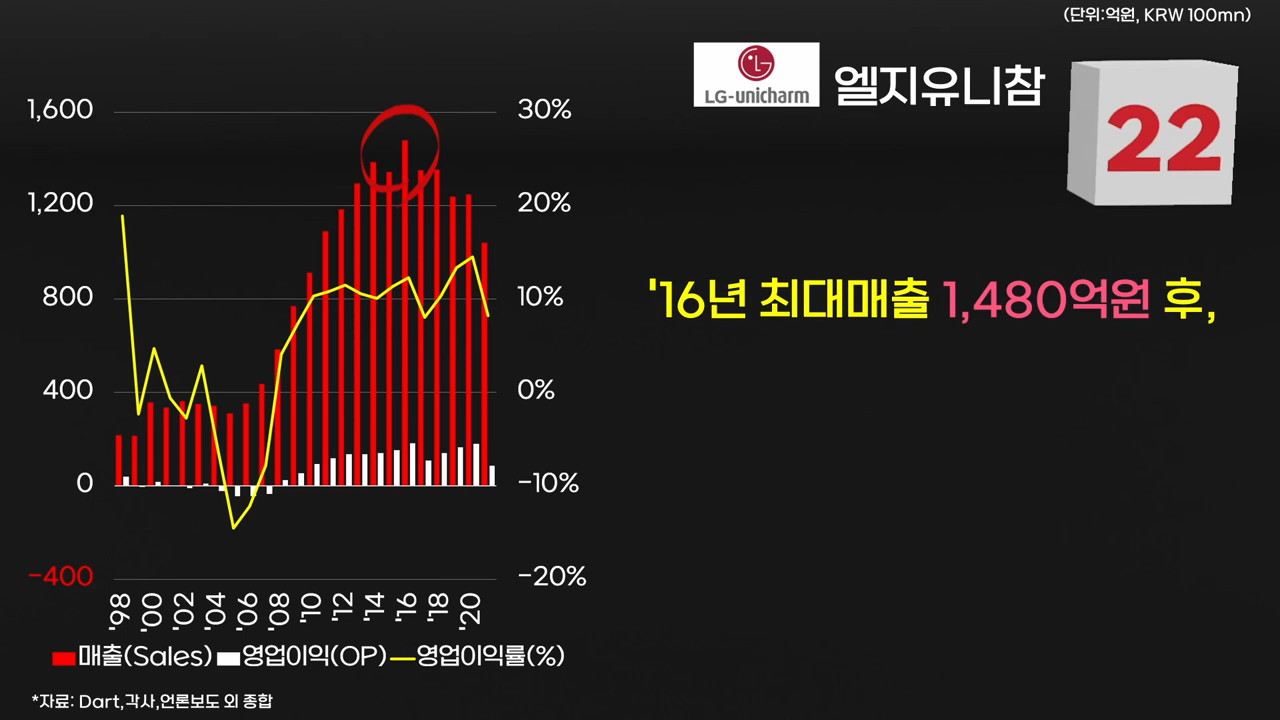 (단위:억원, KRW 100mn)
LG
LG-unicharm
엘지유니참
22
1,600
1,200
800
400
0
-400
30%
20%
10%
0%
-10%
-20%
'16년 최대매출 1,480억원 후,
'98 '00 '02 '04 '06 '08 '10 '12 '14 '16 '18 '20
매출(Sales) 영업이익(OP) 영업이익률(%)
*자료: Dart,각사,언론보도 외 종합